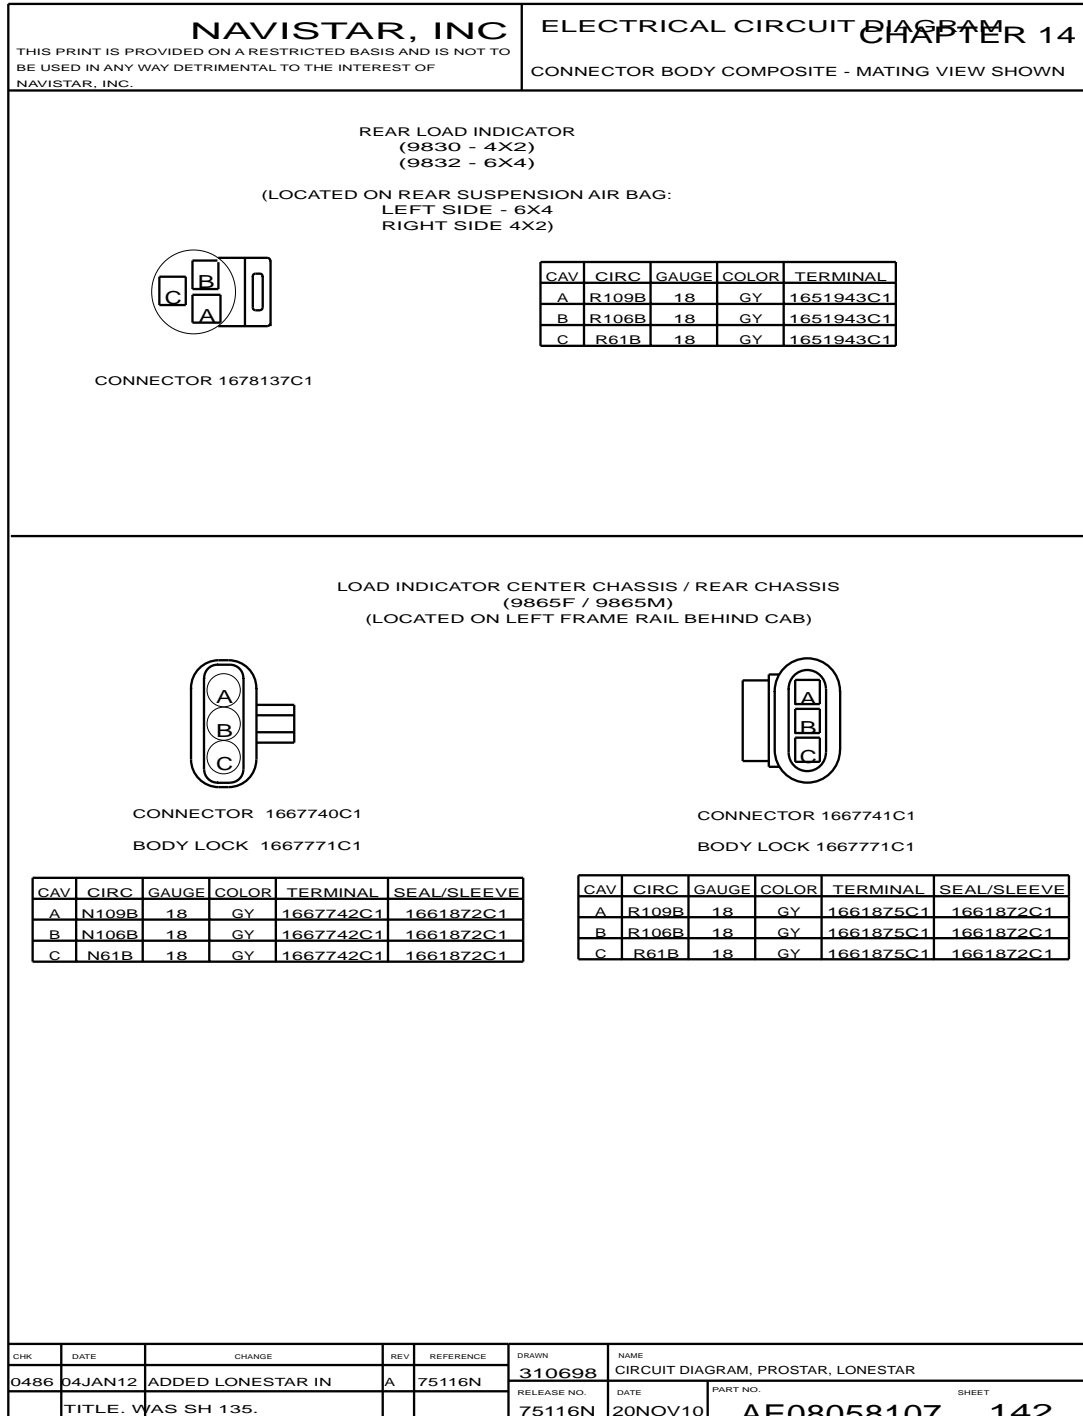 NAVISTAR, INC
THIS PRINT IS PROVIDED ON A RESTRICTED BASIS AND IS NOT TO
BE USED IN ANY WAY DETRIMENTAL TO THE INTEREST OF
NAVISTAR, INC.
ELECTRICAL CIRCUIT DIAGRAM
CHAPTER 14
CONNECTOR BODY COMPOSITE - MATING VIEW SHOWN
REAR LOAD INDICATOR
(9830 - 4X2)
(9832 - 6X4)
(LOCATED ON REAR SUSPENSION AIR BAG:
LEFT SIDE - 6X4
RIGHT SIDE 4X2)
B
C
A
CONNECTOR 1678137C1
CAV CIRC GAUGE COLOR TERMINAL
A R109B 18 GY 1651943C1
B R106B 18 GY 1651943C1
C R61B 18 GY 1651943C1
LOAD INDICATOR CENTER CHASSIS / REAR CHASSIS
(9865F / 9865M)
(LOCATED ON LEFT FRAME RAIL BEHIND CAB)
A
B
C
CONNECTOR 1667740C1
BODY LOCK 1667771C1
CAV CIRC GAUGE COLOR TERMINAL SEAL/SLEEVE
A N109B 18 GY 1667742C1 1661872C1
B N106B 18 GY 1667742C1 1661872C1
C N61B 18 GY 1667742C1 1661872C1
A
B
C
CONNECTOR 1667741C1
BODY LOCK 1667771C1
CAV CIRC GAUGE COLOR TERMINAL SEAL/SLEEVE
A R109B 18 GY 1661875C1 1661872C1
B R106B 18 GY 1661875C1 1661872C1
C R61B 18 GY 1661875C1 1661872C1
CHK DATE CHANGE REV REFERENCE
0486 04JAN12 ADDED LONESTAR IN A 75116N
TITLE. WAS SH 135.
DRAWN
310698
NAME
CIRCUIT DIAGRAM, PROSTAR, LONESTAR
RELEASE NO.
75116N
DATE
20NOV10
PART NO.
AE08058107
SHEET
142